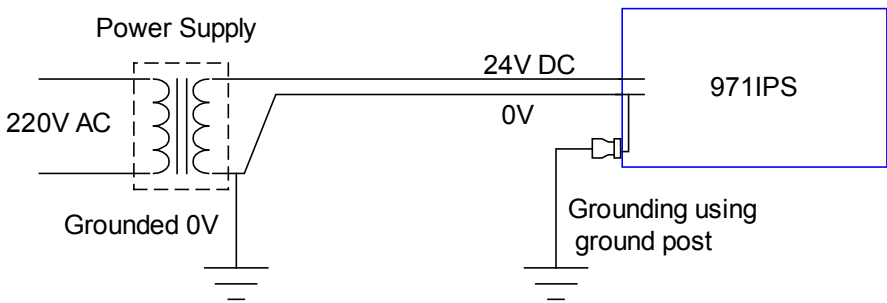 Power Supply
24V DC
971IPS
220V AC
0V
Grounded 0V
Grounding using
ground post